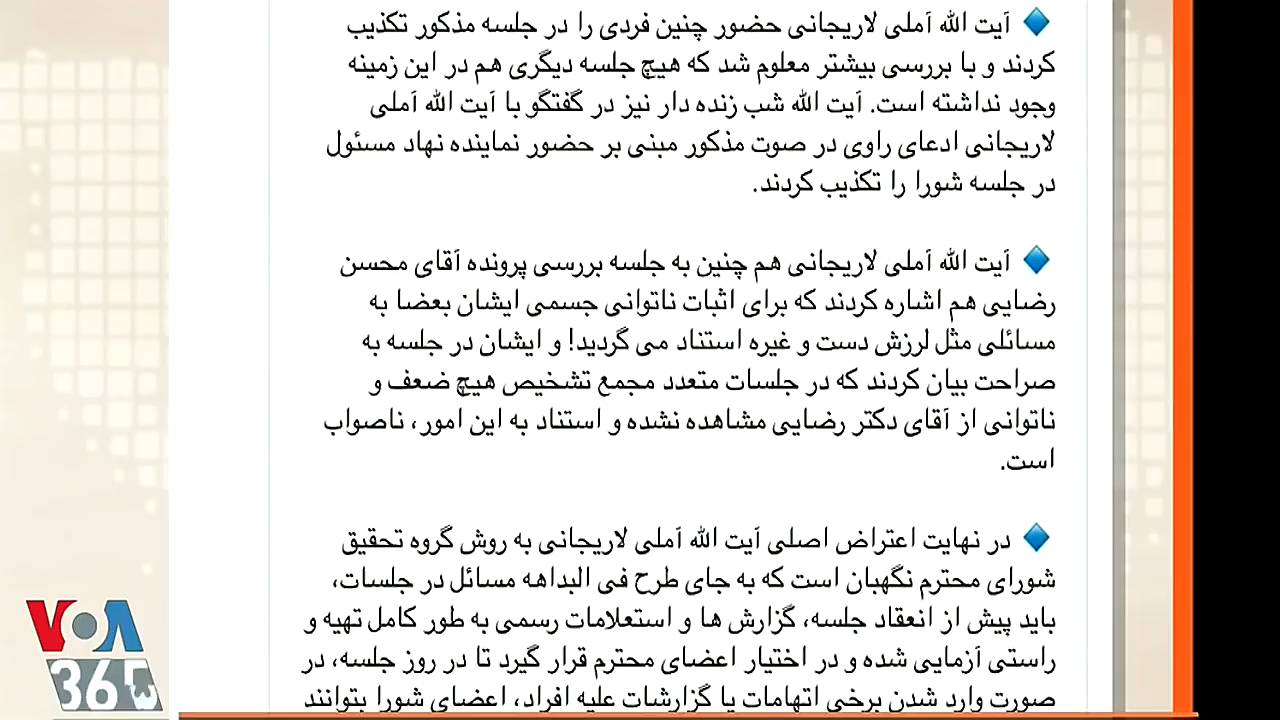 آیت الله آملی لاریجانی حضور چنین فردی را در جلسه مذکور تکذیب
کردند و با بررسی بیشتر معلوم شد که هیچ جلسه دیگری هم در این زمینه
وجود نداشته است. آیت الله شب زنده دار نیز در گفتگو با آیت الله آملی
لاریجانی ادعای راوی در صوت مذکور مبنی بر حضور نماینده نهاد مسئول
در جلسه شورا را تکذیب کردند.
آیت الله آملی لاریجانی هم چنین به جلسه بررسی پرونده آقای محسن
رضایی هم اشاره کردند که برای اثبات ناتوانی جسمی ایشان بعضا به
مسائلی مثل لرزش دست و غیره استناد می گردید! و ایشان در جلسه به
صراحت بیان کردند که در جلسات متعدد مجمع تشخیص هیچ ضعف و
ناتوانی از آقای دکتر رضایی مشاهده نشده و استناد به این امور، ناصواب
است.
در نهایت اعتراض اصلی آیت الله آملی لاریجانی به روش گروه تحقیق
شورای محترم نگهبان است که به جای طرح فی البداهه مسائل در جلسات،
باید پیش از انعقاد جلسه، گزارش ها و استعلامات رسمی به طور کامل تهیه و
راستی آزمایی شده و در اختیار اعضای محترم قرار گیرد تا در روز جلسه، در
صورت وارد شدن برخی اتهامات یا گزارشات علیه افراد، اعضای شورا بتوانند
VOA
365